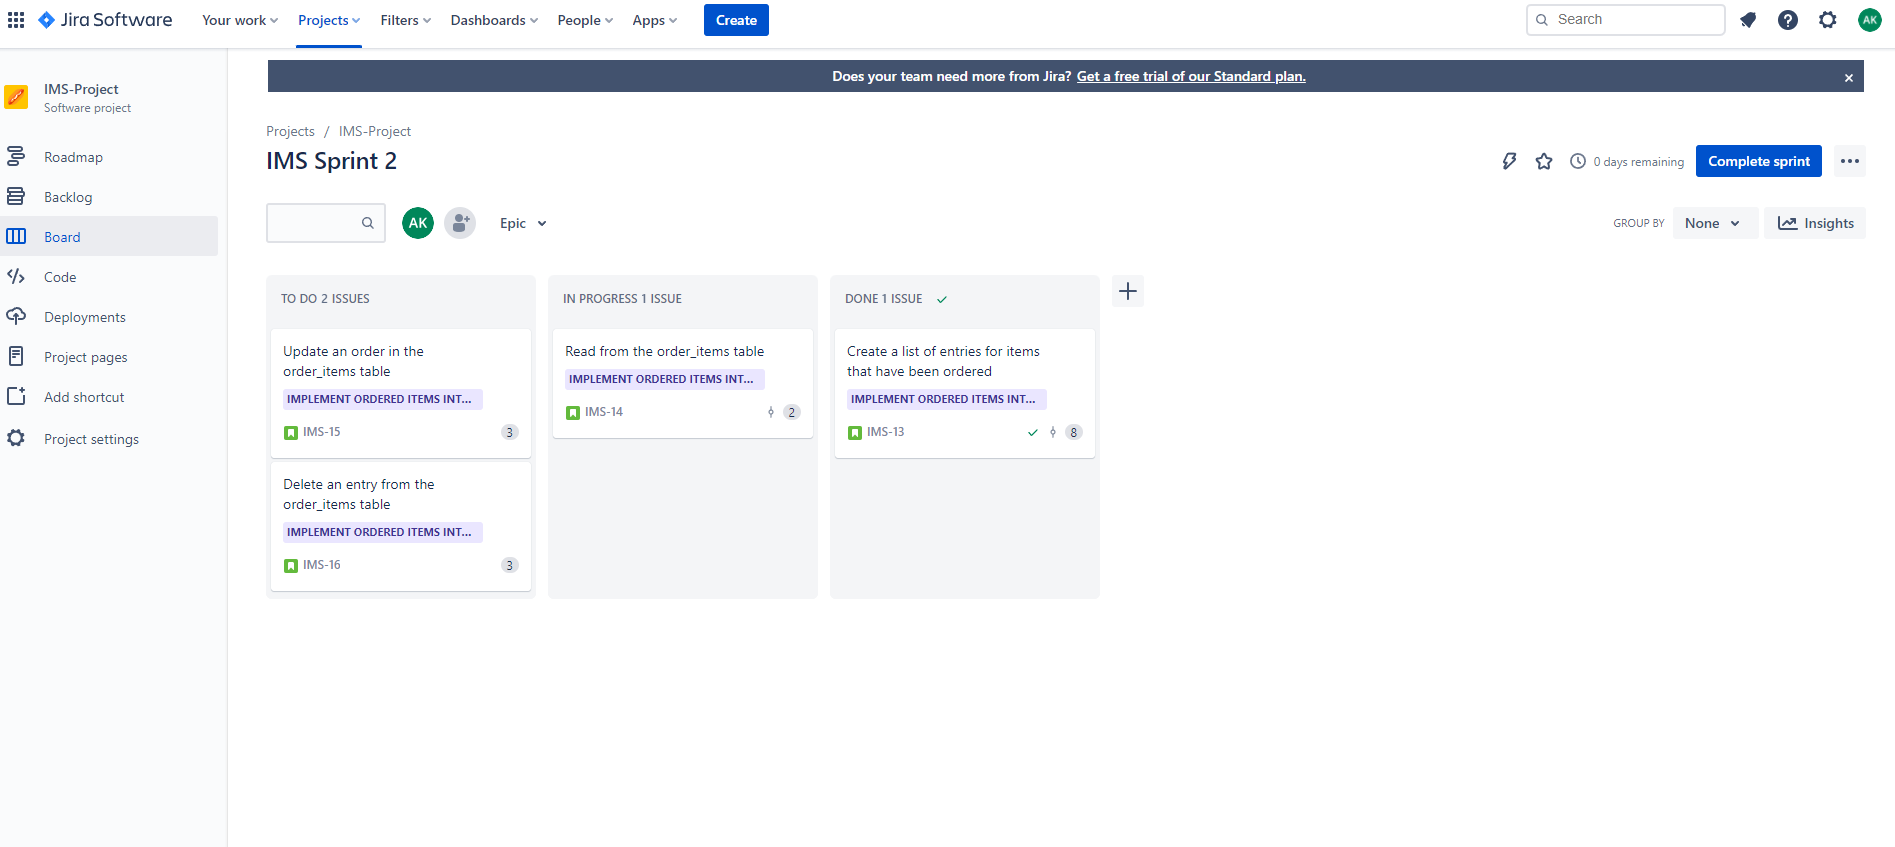 Jira Software
Your work
Projects
Filters
Dashboards
People
Apps
Create
Search
AK
IMS-Project
Software project
Roadmap
Backlog
Board
Code
Deployments
Project pages
Add shortcut
Project settings
Does your team need more from Jira? Get a free trial of our Standard plan.
Projects / IMS-Project
IMS Sprint 2
0 days remaining
Complete sprint
AK
Epic
GROUP BY
None
Insights
TO DO 2 ISSUES
Update an order in the
order_items table
IMPLEMENT ORDERED ITEMS INT...
IMS-15
3
Delete an entry from the
order_items table
IMPLEMENT ORDERED ITEMS INT...
IMS-16
3
IN PROGRESS 1 ISSUE
Read from the order_items table
IMPLEMENT ORDERED ITEMS INT...
IMS-14
2
DONE 1 ISSUE
Create a list of entries for items
that have been ordered
IMPLEMENT ORDERED ITEMS INT...
IMS-13
8